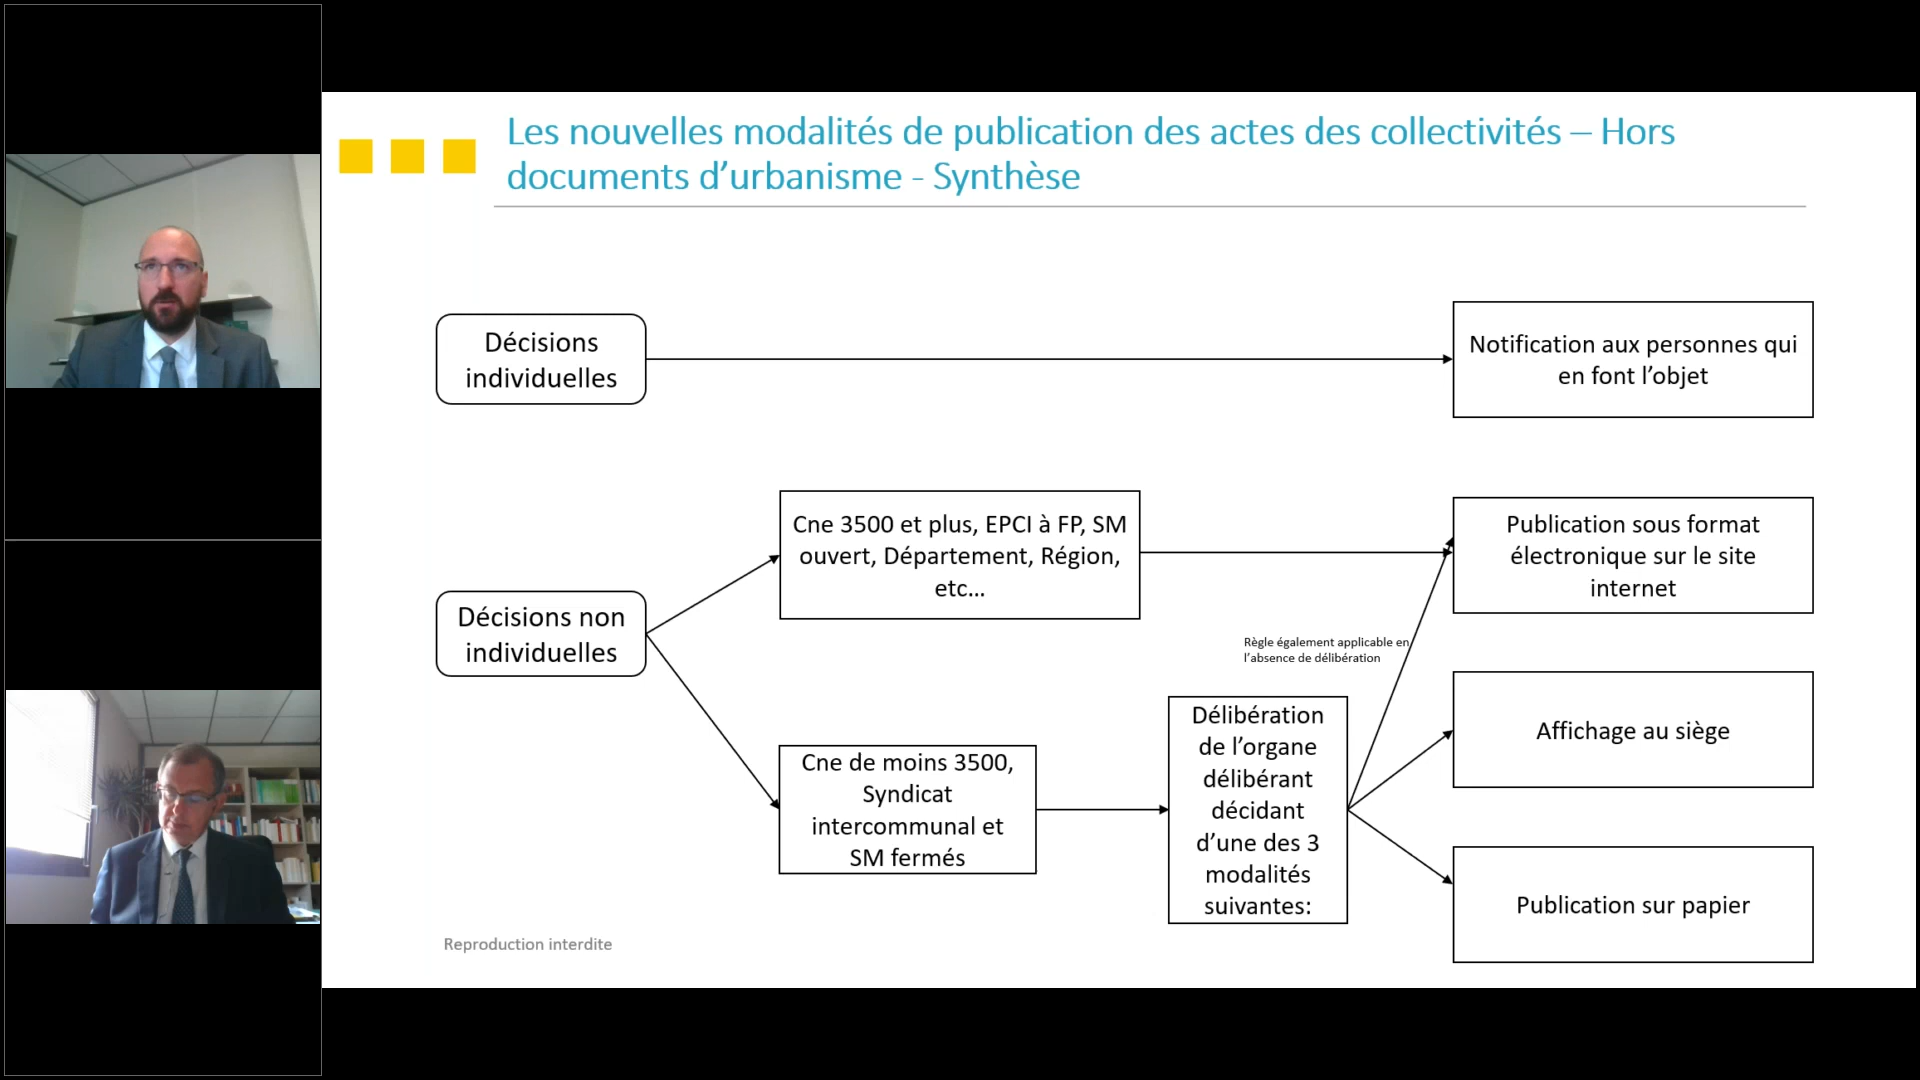 Les nouvelles modalités de publication des actes des collectivités – Hors
documents d’urbanisme - Synthèse
Décisions
individuelles
Notification aux personnes qui
en font l’objet
Décisions non
individuelles
Cne 3500 et plus, EPCI à FP, SM
ouvert, Département, Région,
etc…
Publication sous format
électronique sur le site
internet
Règle également applicable en
l’absence de délibération
Cne de moins 3500,
Syndicat
intercommunal et
SM fermés
Délibération
de l’organe
délibérant
décidant
d’une des 3
modalités
suivantes:
Affichage au siège
Publication sur papier
Reproduction interdite